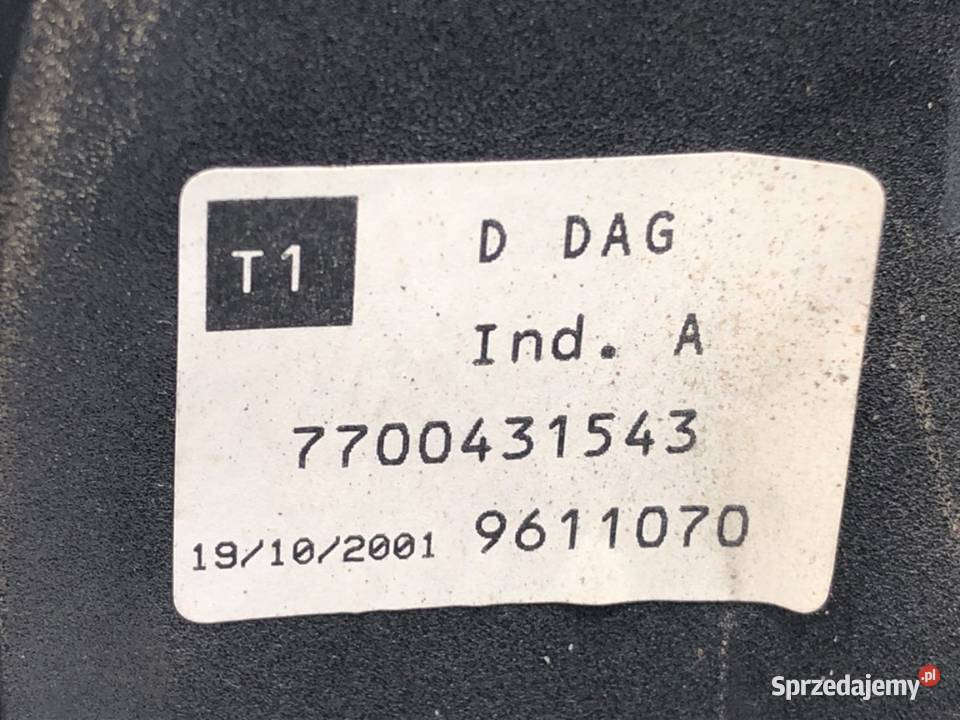 T1
D DAG
Ind. A
7700431543
19/10/2001 9611070
Sprzedajemy.pl